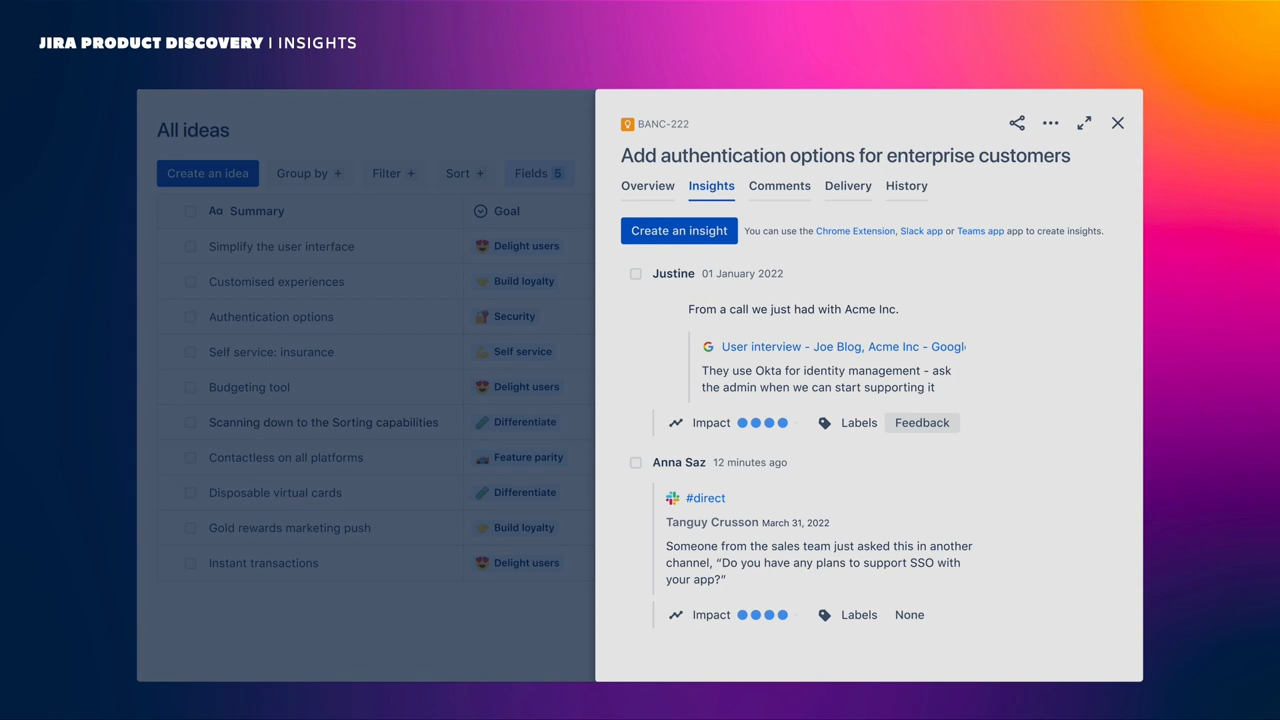 JIRA PRODUCT DISCOVERY | INSIGHTS
All ideas
Create an idea Group by + Filter + Sort + Fields 5
Aa Summary Goal
Simplify the user interface Delight users
Customised experiences Build loyalty
Authentication options Security
Self service: insurance Self service
Budgeting tool Delight users
Scanning down to the Sorting capabilities Differentiate
Contactless on all platforms Feature parity
Disposable virtual cards Differentiate
Gold rewards marketing push Build loyalty
Instant transactions Delight users
BANC-222
Add authentication options for enterprise customers
Overview Insights Comments Delivery History
Create an insight You can use the Chrome Extension, Slack app or Teams app app to create insights.
Justine 01 January 2022
From a call we just had with Acme Inc.
User interview - Joe Blog, Acme Inc - Googl
They use Okta for identity management - ask
the admin when we can start supporting it
Impact Labels Feedback
Anna Saz 12 minutes ago
#direct
Tanguy Crusson March 31, 2022
Someone from the sales team just asked this in another
channel, “Do you have any plans to support SSO with
your app?”
Impact Labels None